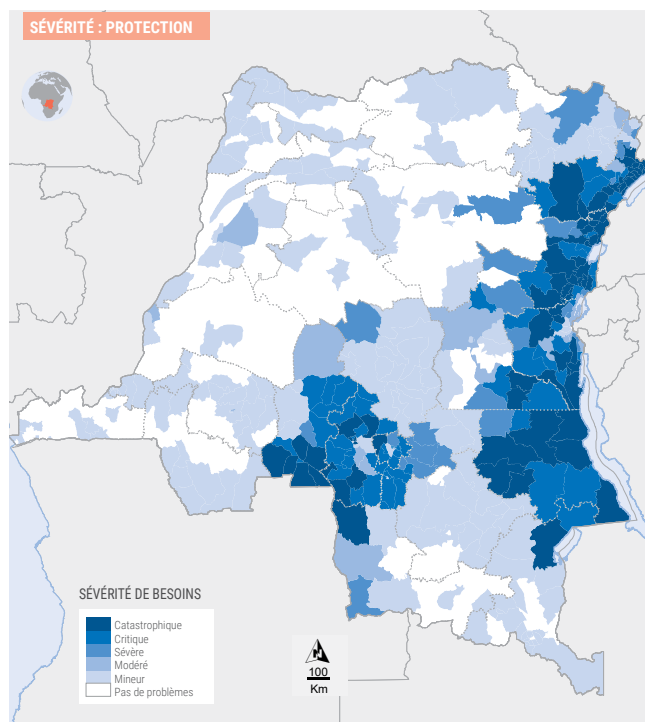 SÉVÉRITÉ : PROTECTION
SÉVÉRITÉ DE BESOINS
Catastrophique
Critique
Sévère
Modéré
Mineur
Pas de problèmes
100
Km